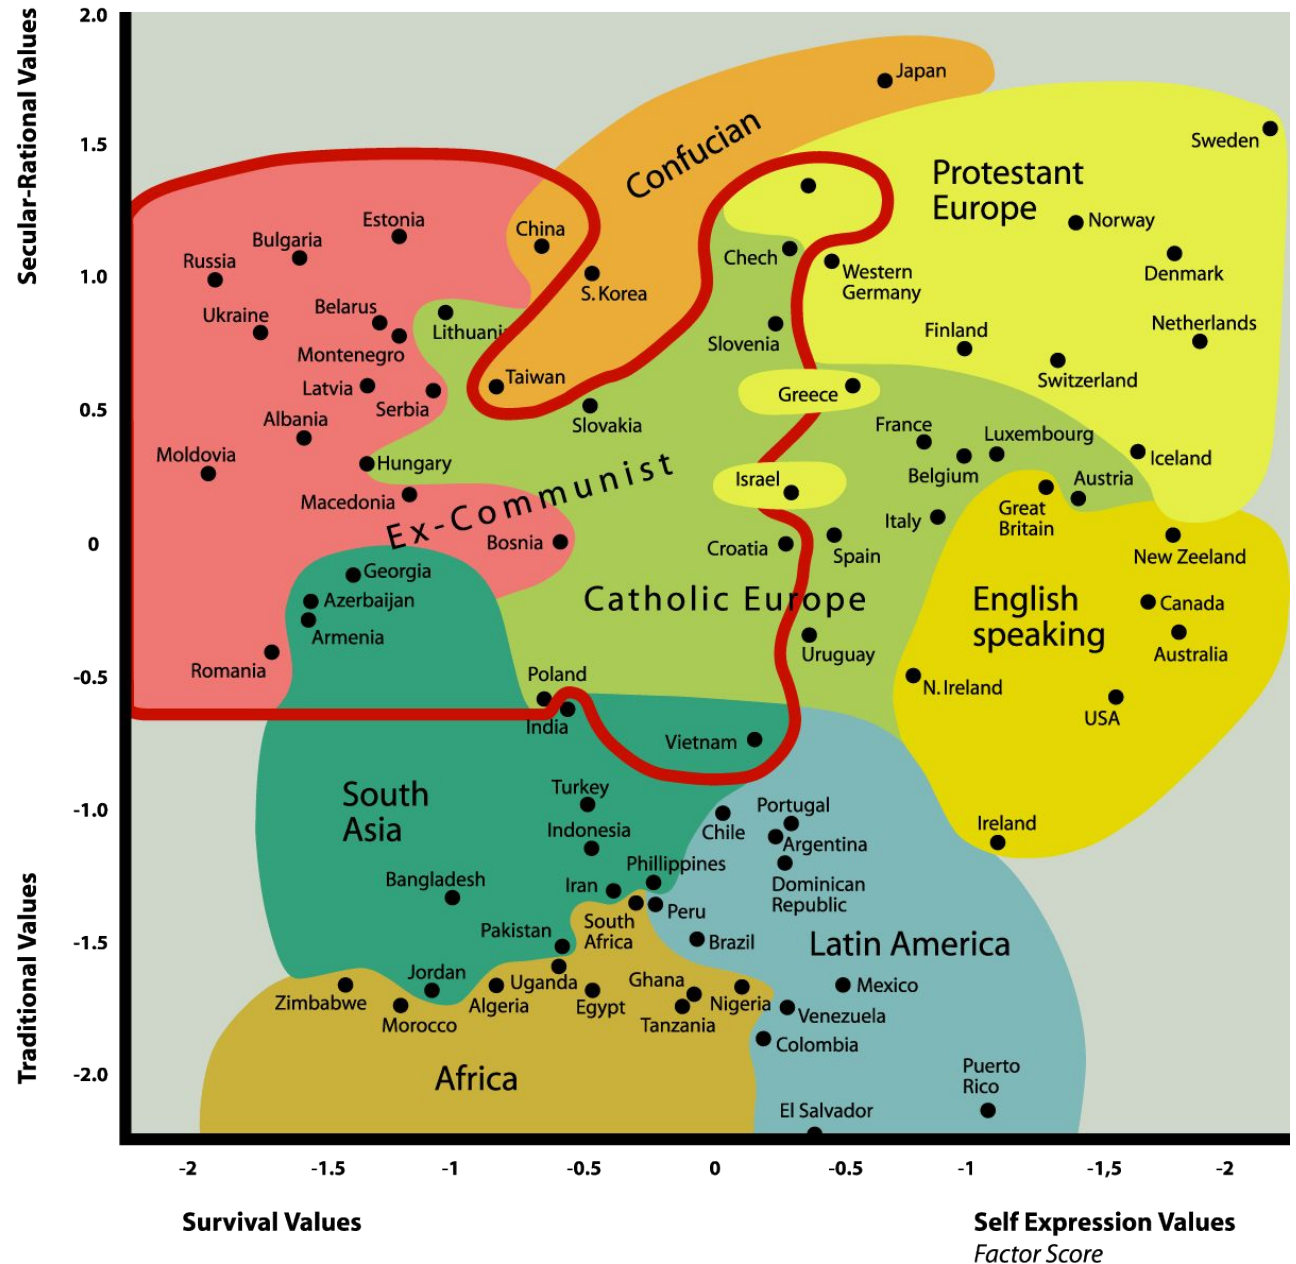 Secular-Rational Values
Traditional Values
2.0
1.5
1.0
0.5
0
-0.5
-1.0
-1.5
-2.0
Japan
Confucian
Sweden
Protestant
Europe
Norway
Denmark
Estonia
China
Bulgaria
Russia
Chech
Western
Germany
S. Korea
Ukraine
Belarus
Lithuani
Montenegro
Slovenia
Finland
Netherlands
Switzerland
Latvia
Serbia
Taiwan
Greece
Albania
Slovakia
France
Luxembourg
Moldovia
Hungary
Belgium
Iceland
Austria
Israel
Macedonia
Ex-Communist
Great
Britain
Italy
Bosnia
Croatia
Spain
New Zeeland
Georgia
Azerbaijan
Armenia
Catholic Europe
English
speaking
Canada
Australia
Romania
Uruguay
Poland
N. Ireland
India
USA
Vietnam
South
Asia
Turkey
Indonesia
Chile
Portugal
Argentina
Ireland
Phillippines
Dominican
Republic
Bangladesh
Iran
South
Africa
Peru
Pakistan
Brazil
Latin America
Jordan
Zimbabwe
Morocco
Algeria
Uganda
Egypt
Ghana
Tanzania
Nigeria
Mexico
Venezuela
Colombia
Africa
Puerto
Rico
El Salvador
-2
-1.5
-1
-0.5
0
-0.5
-1
-1,5
-2
Survival Values
Self Expression Values
Factor Score